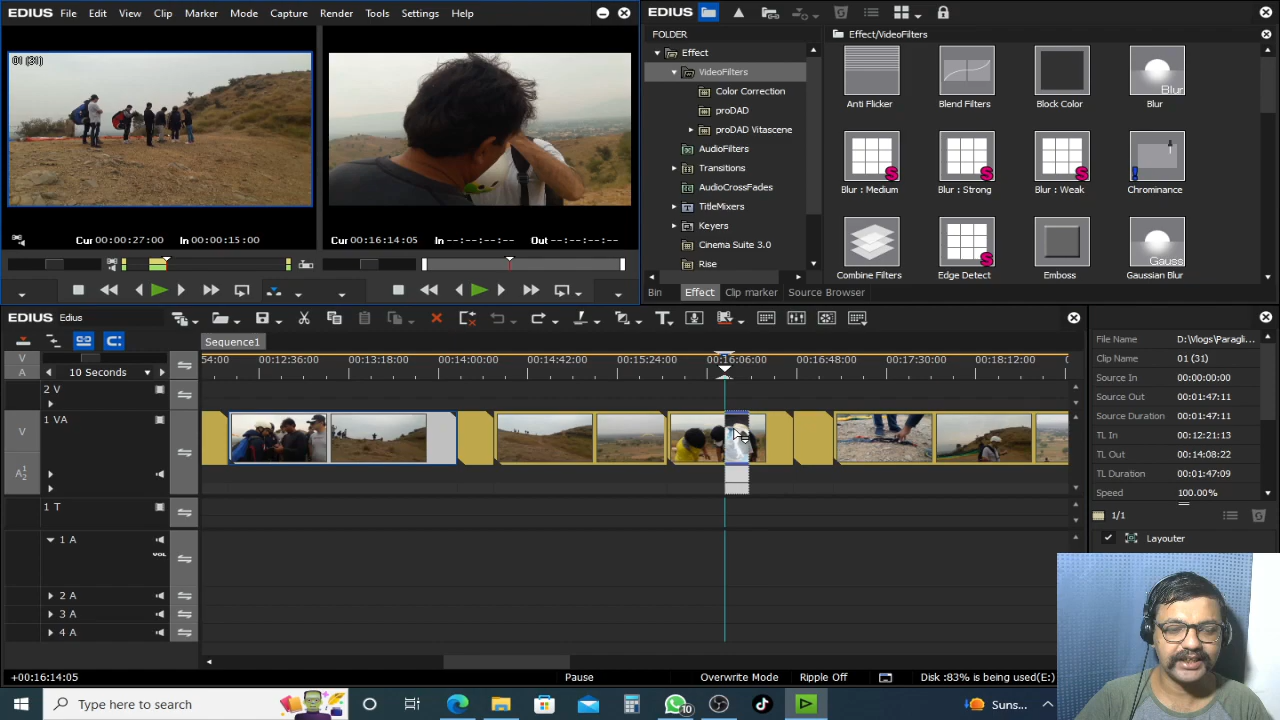 EDIUS File Edit View Clip Marker Mode Capture Render Tools Settings Help
00 (31)
Cur 00:00:27:00 In 00:00:15:00
Cur 00:16:14:05 In --:--:--:-- Out --:--:--:--
EDIUS
FOLDER
Effect
VideoFilters
Color Correction
proDAD
proDAD Vitascene
AudioFilters
Transitions
AudioCrossFades
TitleMixers
Keyers
Cinema Suite 3.0
Rise
Effect/VideoFilters
Anti Flicker Blend Filters Block Color Blur
Blur
Blur : Medium Blur : Strong Blur : Weak Chrominance
Gauss
Combine Filters Edge Detect Emboss Gaussian Blur
Bin Effect Clip marker Source Browser
EDIUS Edius
Sequence1
V
A
10 Seconds
54:00 00:12:36:00 00:13:18:00 00:14:00:00 00:14:42:00 00:15:24:00 00:16:06:00 00:16:48:00 00:17:30:00 00:18:12:00
2 V
1 VA
V
A12
1 T
1 A
VOL
2 A
3 A
4 A
File Name D:\Vlogs\Paragli...
Clip Name 01 (31)
Source In 00:00:00:00
Source Out 00:01:47:11
Source Duration 00:01:47:11
TL In 00:12:21:13
TL Out 00:14:08:22
TL Duration 00:01:47:09
Speed 100.00%
1/1
Layouter
+00:16:14:05 Pause Overwrite Mode Ripple Off Disk :83% is being used(E:)
Type here to search
10
Suns...